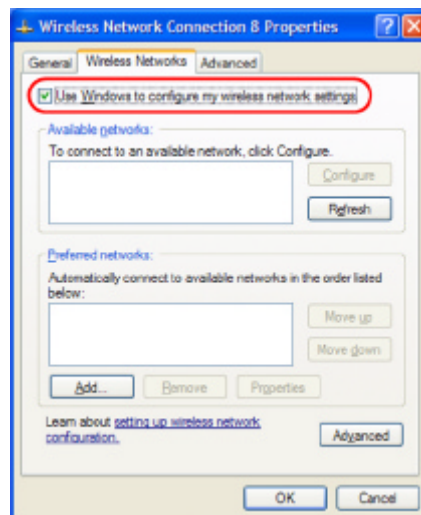 Wireless Network Connection 8 Properties
General Wireless Networks Advanced
Use Windows to configure my wireless network settings
Available networks:
To connect to an available network, click Configure.
Configure
Refresh
Preferred networks:
Automatically connect to available networks in the order listed
below:
Move up
Move down
Add... Remove Properties
Learn about setting up wireless network
configuration.
Advanced
OK Cancel